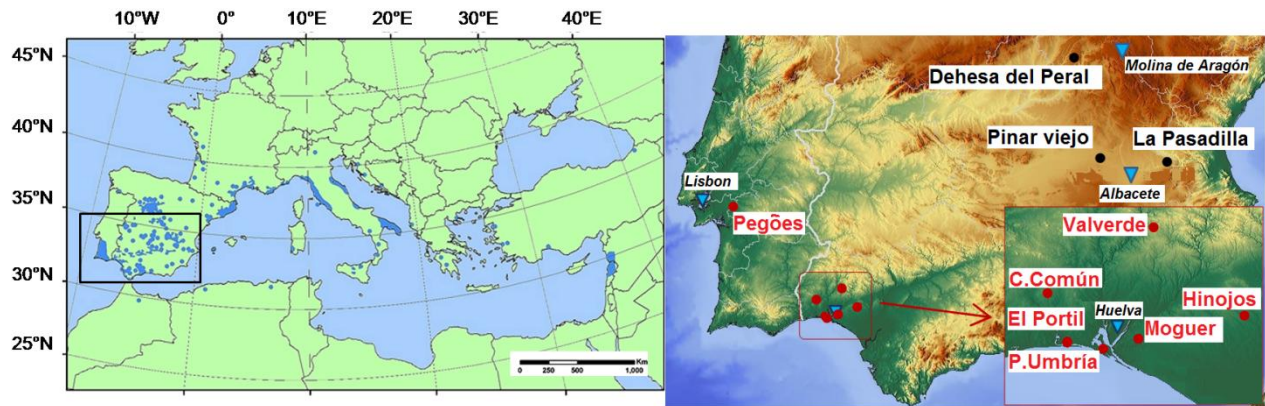 10ºW 0º 10ºE 20ºE 30ºE 40ºE
45ºN
40ºN
35ºN
30ºN
25ºN
Km
0 250 500 1,000
Dehesa del Peral
Molina de Aragón
Pinar viejo
La Pasadilla
Albacete
Lisbon
Pegões
Valverde
C.Común
Hinojos
El Portil
Huelva
Moguer
P.Umbría